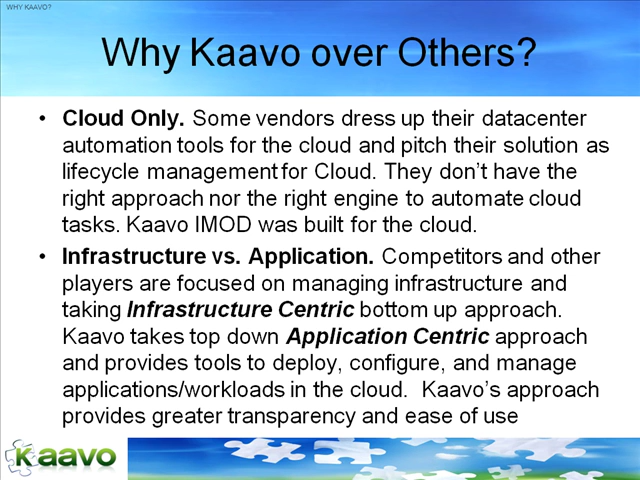 WHY KAAVO?
Why Kaavo over Others?
• Cloud Only. Some vendors dress up their datacenter
automation tools for the cloud and pitch their solution as
lifecycle management for Cloud. They don’t have the
right approach nor the right engine to automate cloud
tasks. Kaavo IMOD was built for the cloud.
• Infrastructure vs. Application. Competitors and other
players are focused on managing infrastructure and
taking Infrastructure Centric bottom up approach.
Kaavo takes top down Application Centric approach
and provides tools to deploy, configure, and manage
applications/workloads in the cloud.  Kaavo’s approach
provides greater transparency and ease of use
kaavo